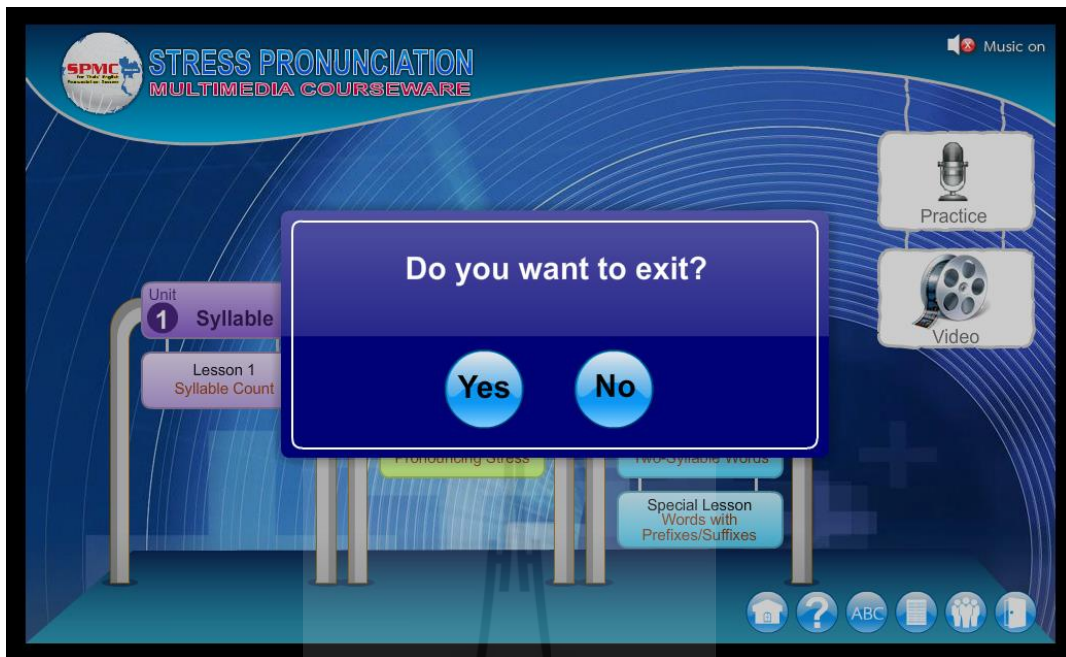 SPMC
STRESS PRONUNCIATION
MULTIMEDIA COURSEWARE
Music on
Practice
Video
Unit
1 Syllable
Lesson 1
Syllable Count
Do you want to exit?
Yes No
Pronouncing Stress
Two-Syllable Words
Special Lesson
Words with
Prefixes/Suffixes
? ABC